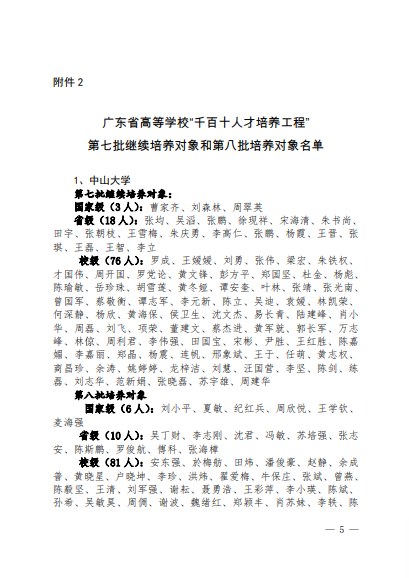 附件 2
广东省高等学校“千百十人才培养工程”
第七批继续培养对象和第八批培养对象名单
1、中山大学
第七批继续培养对象：
国家级（3 人）：曹家齐、刘森林、周翠英
省级（18 人）：张均、吴滔、张鹏、徐现祥、宋海清、朱书尚、
田宇、张朝枝、王雪梅、朱庆勇、李高仁、张鹏、杨霞、王晋、张
琪、王磊、王智、李立
校级（76 人）：罗成、王媛媛、刘勇、张伟、梁宏、朱铁权、
才国伟、周开国、罗党论、黄文锋、彭方平、郑国坚、杜金、杨彪、
陈瑜敏、岳珍珠、胡雪莲、黄冬娅、谭安奎、叶林、张靖、张光南、
曾国军、蔡敬衡、谭志军、李元新、陈立、吴迪、袁媛、林凯荣、
何深静、杨欣、黄海保、侯卫生、沈文杰、易长青、陆建峰、肖小
华、周磊、刘飞、项荣、董建文、蔡杰进、黄军就、郭长军、万志
峰、林倞、周利君、李伟强、田国宝、宋彬、尹胜、王红胜、陈嘉
媚、李嘉丽、郑晶、杨震、连帆、邢象斌、王于、任萌、黄志权、
商昌珍、余涛、姚婷婷、龙梓洁、刘慧、汪国营、李坚、陈剑、练
磊、刘志华、范新娟、张晓磊、苏宇雄、周建华
第八批培养对象
国家级（6 人）：刘小平、夏敏、纪红兵、周欣悦、王学钦、
麦海强
省级（10 人）：吴丁财、李志刚、沈君、冯敏、苏培强、张志
安、陈斯鹏、罗俊航、傅科、张海樟
校级（81 人）：安东强、於梅舫、田炜、潘俊豪、赵静、余成
普、黄晓星、卢晓坤、李珍、洪炜、翟爱梅、牛保庄、张斌、曾燕、
陈毅坚、王清、刘军强、谢耘、聂勇浩、王彩萍、李小瑛、陈斌、
孙希、吴敏昊、周倜、谢波、魏绪红、郑颖丰、肖苏妹、李轶、陈
— 5 —